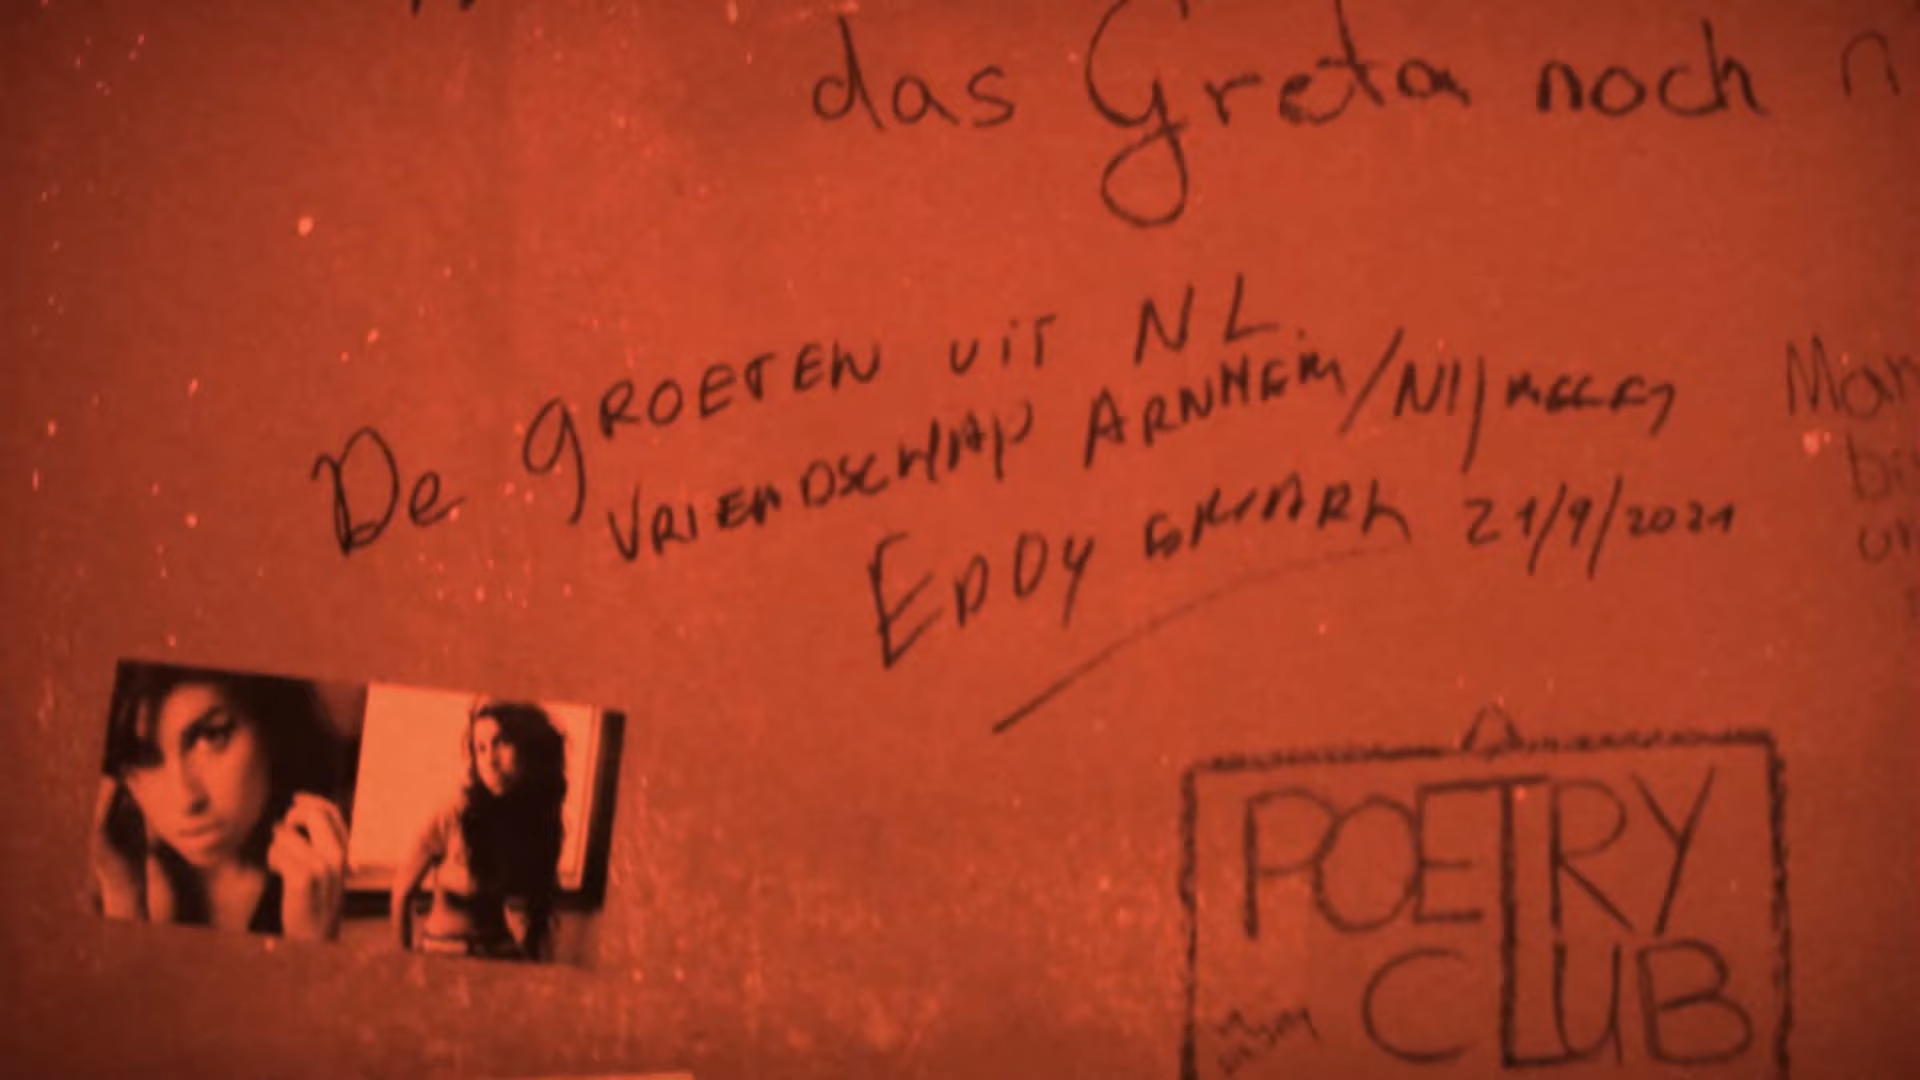 das Greta noch
De GROETEN UIT NL.
VRIENDSCHAP ARNHEM/NIJMEGEN
EDDY 21/9/2021
POETRY
CLUB